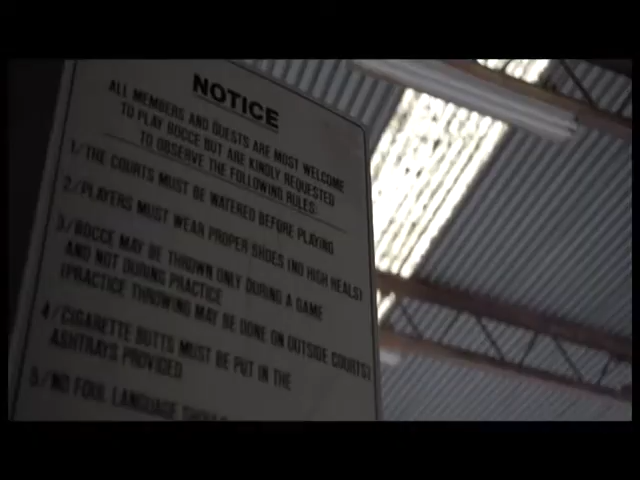 NOTICE
ALL MEMBERS AND GUESTS ARE MOST WELCOME
TO PLAY BOCCE BUT ARE KINDLY REQUESTED
TO OBSERVE THE FOLLOWING RULES:
1/THE COURTS MUST BE WATERED BEFORE PLAYING
2/PLAYERS MUST WEAR PROPER SHOES (NO HIGH HEALS)
3/BOCCE MAY BE THROWN ONLY DURING A GAME
AND NOT DURING PRACTICE
(PRACTICE THROWING MAY BE DONE ON OUTSIDE COURTS)
4/CIGARETTE BUTTS MUST BE PUT IN THE
ASHTRAYS PROVIDED
5/NO FOUL LANGUAGE